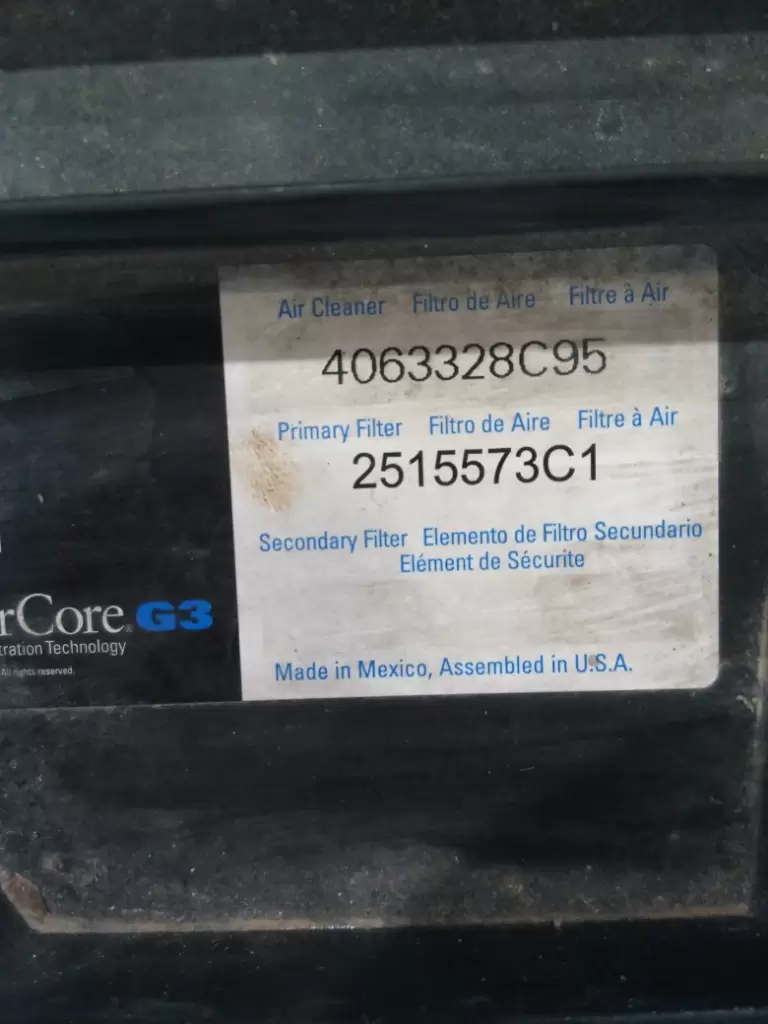 Air Cleaner Filtro de Aire Filtre à Air
4063328C95
Primary Filter Filtro de Aire Filtre à Air
2515573C1
Secondary Filter Elemento de Filtro Secundario
Elément de Sécurite
rCore® G3
tration Technology
All rights reserved.
Made in Mexico, Assembled in U.S.A.